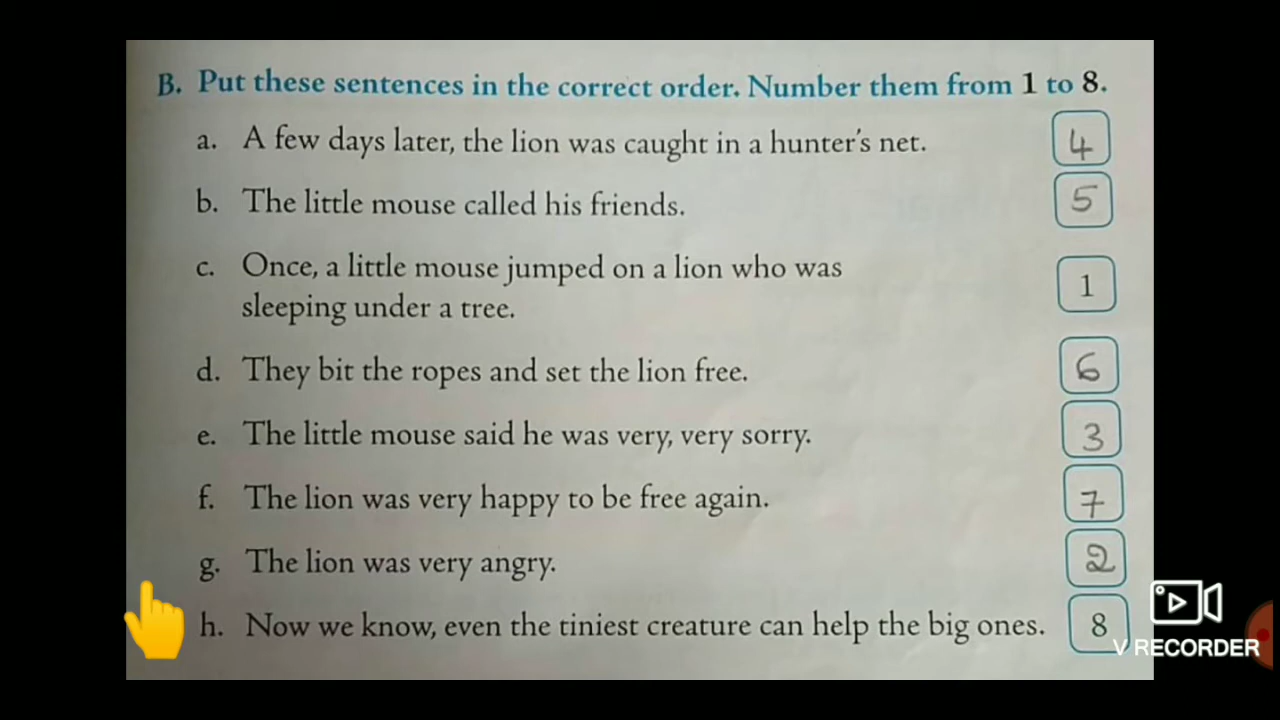 B. Put these sentences in the correct order. Number them from 1 to 8.
a. A few days later, the lion was caught in a hunter's net. 4
b. The little mouse called his friends. 5
c. Once, a little mouse jumped on a lion who was
sleeping under a tree. 1
d. They bit the ropes and set the lion free. 6
e. The little mouse said he was very, very sorry. 3
f. The lion was very happy to be free again. 7
g. The lion was very angry. 2
h. Now we know, even the tiniest creature can help the big ones. 8
V RECORDER